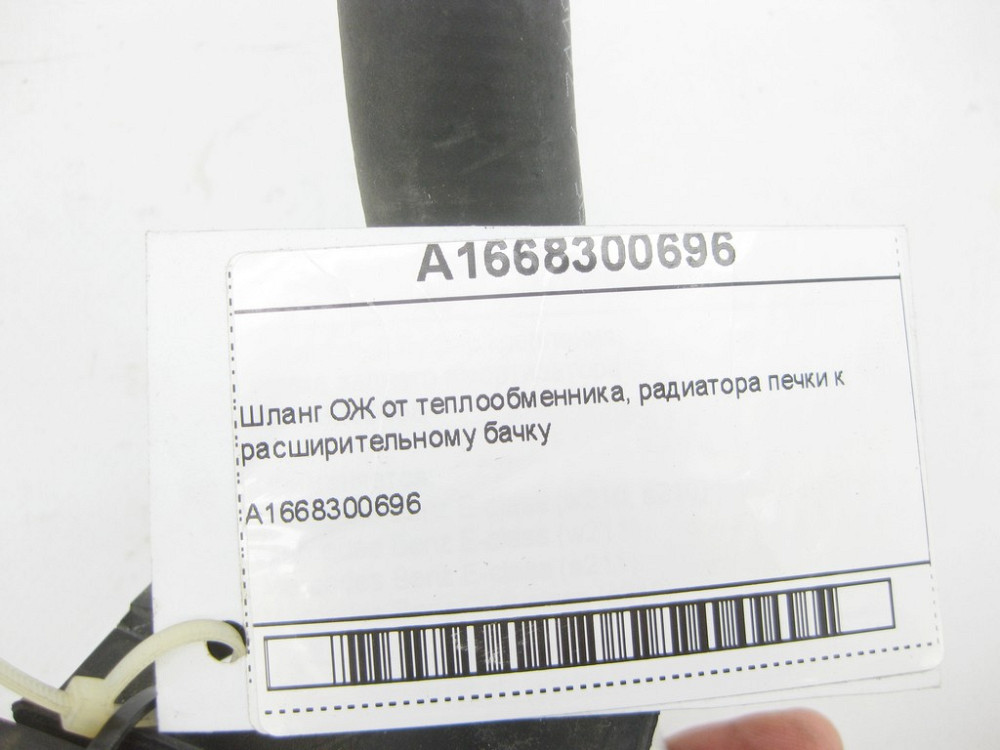 A1668300696
Шланг ОЖ от теплообменника, радиатора печки к
расширительному бачку
A1668300696